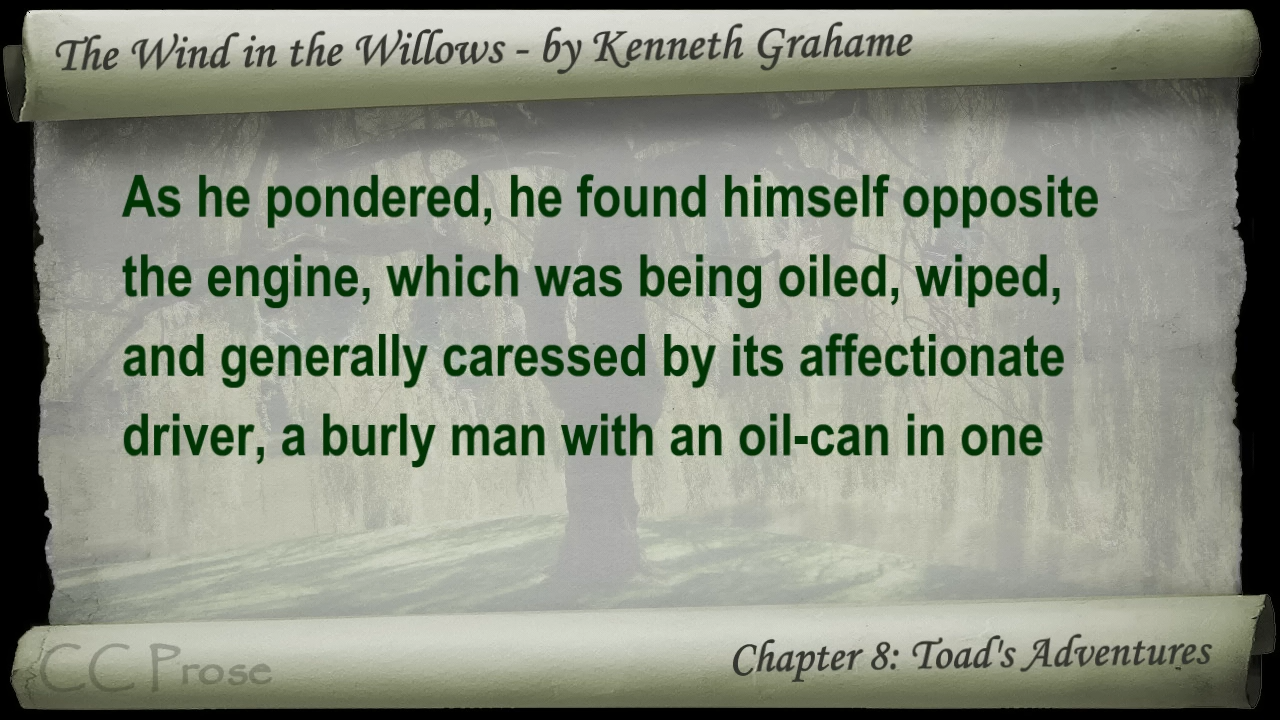 The Wind in the Willows - by Kenneth Grahame
As he pondered, he found himself opposite
the engine, which was being oiled, wiped,
and generally caressed by its affectionate
driver, a burly man with an oil-can in one
CC Prose
Chapter 8: Toad's Adventures